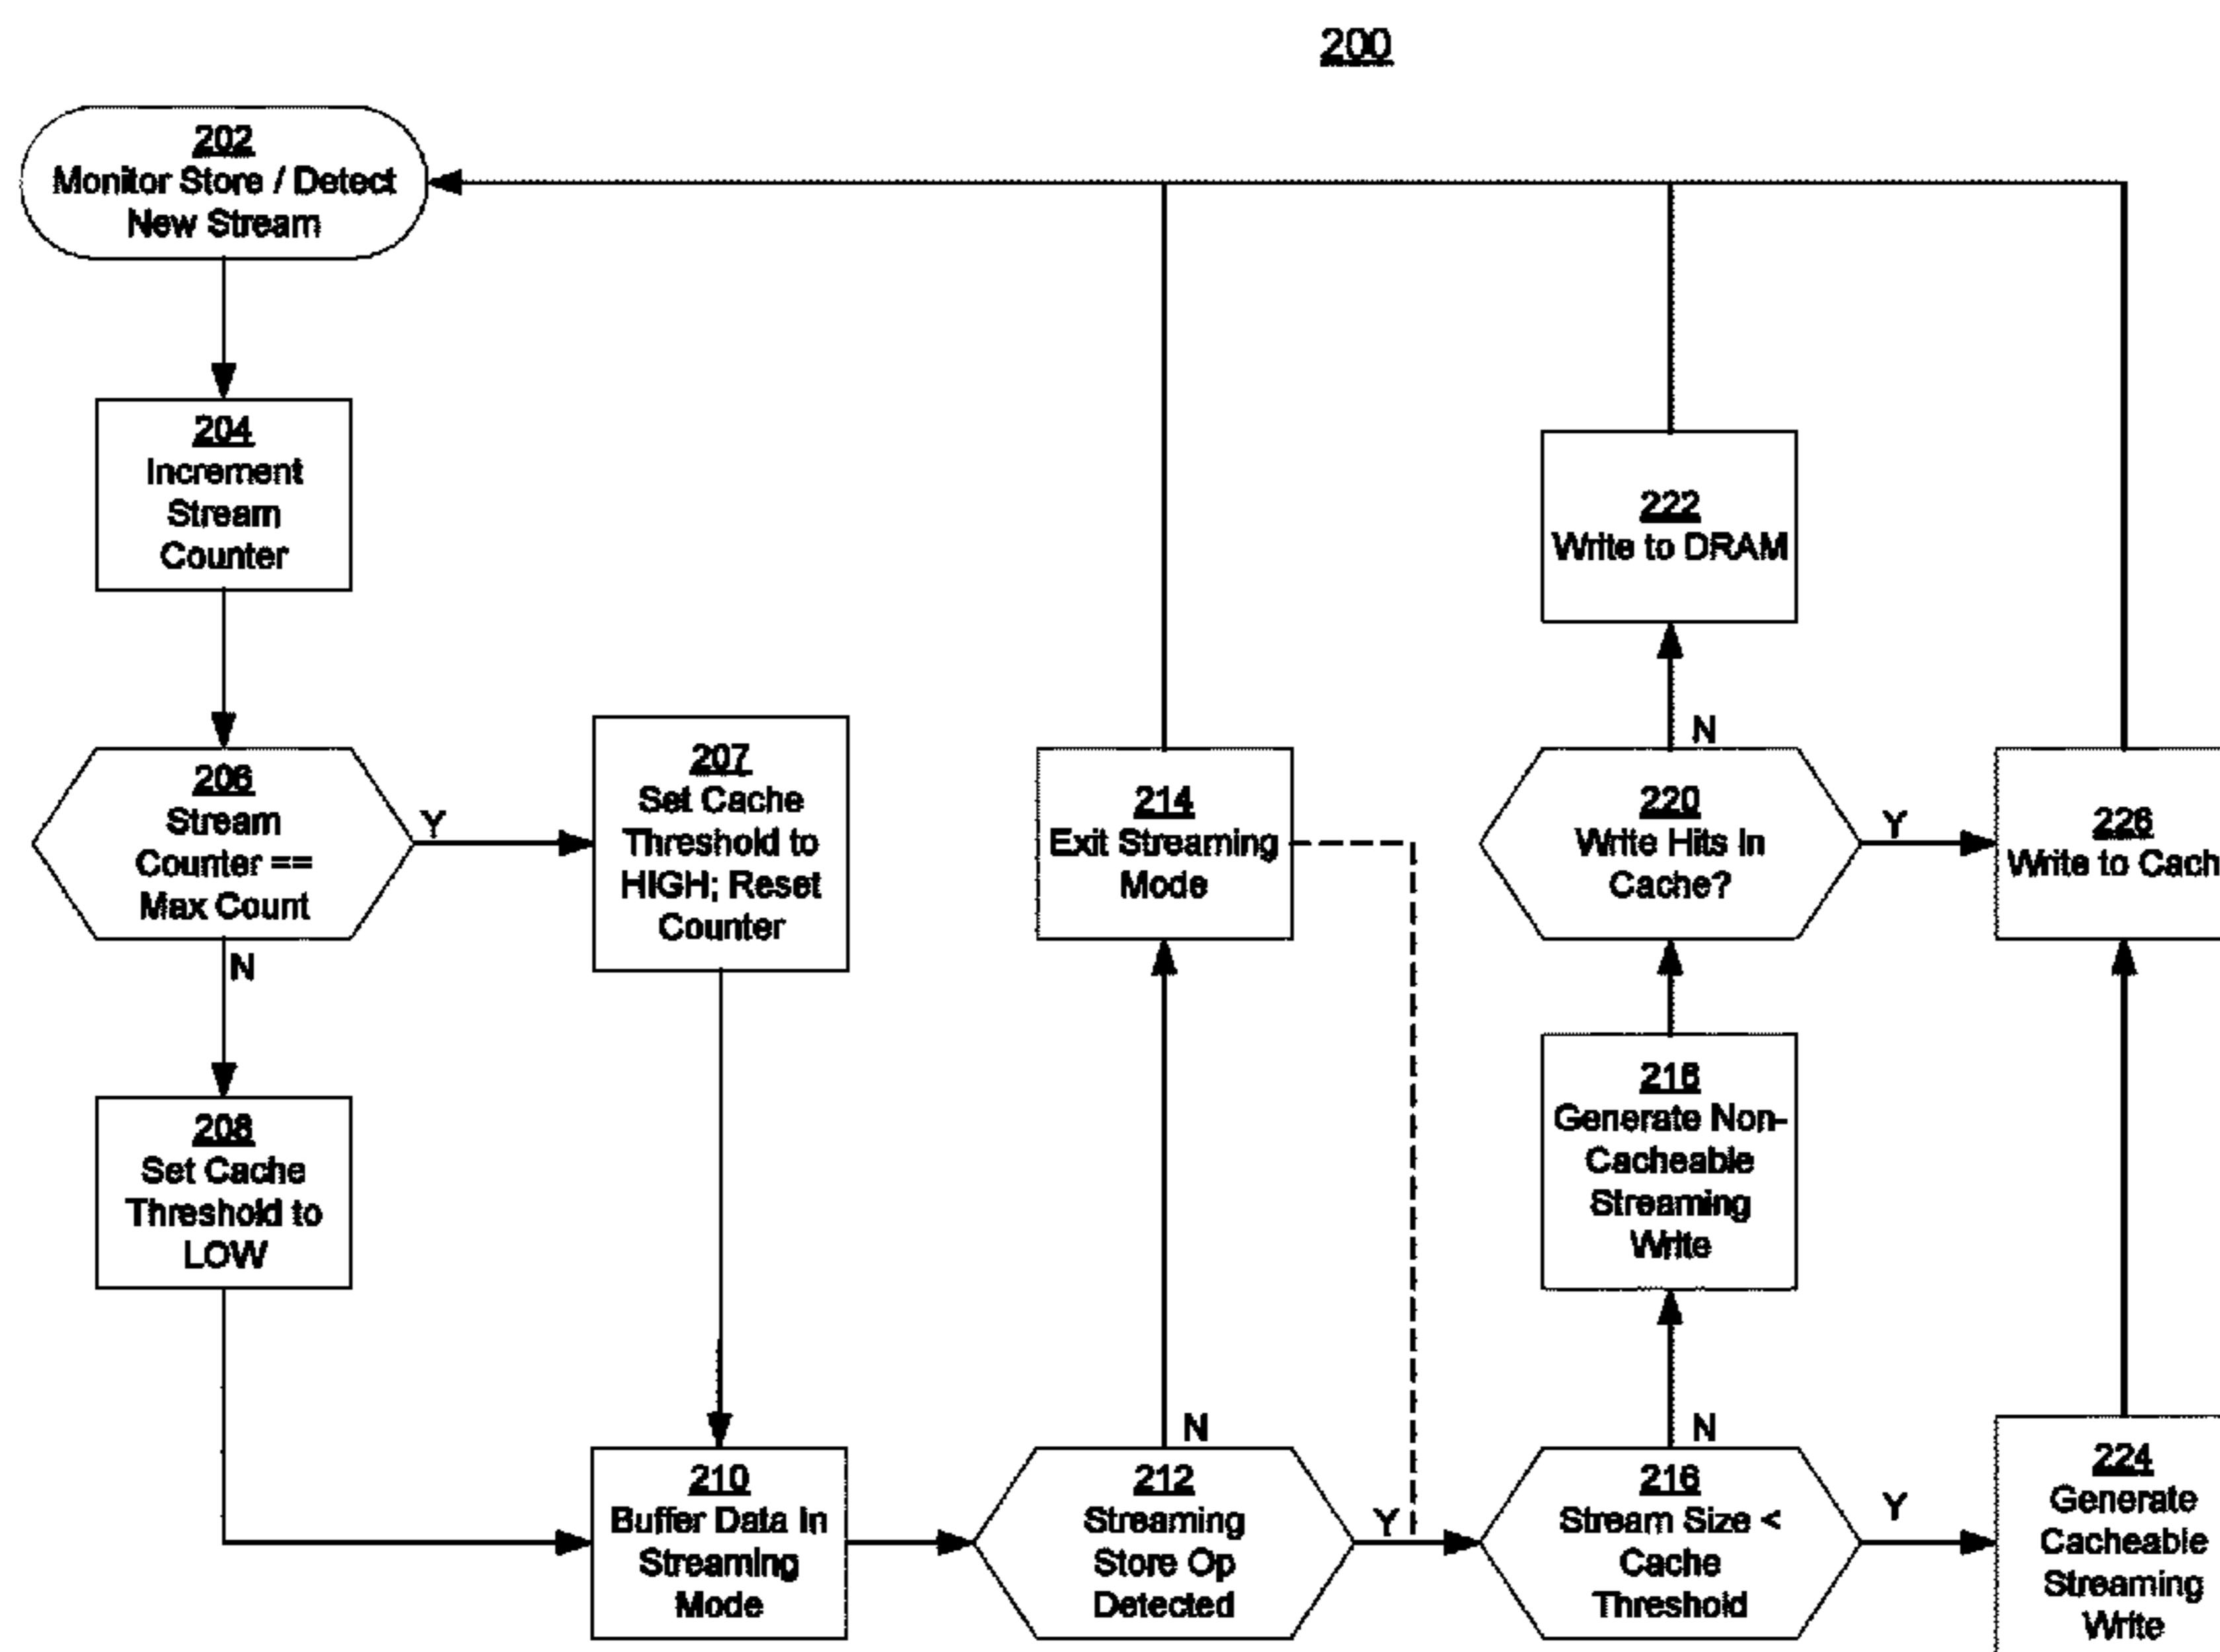 200
202
Monitor Store / Detect
New Stream
204
Increment
Stream
Counter
206
Stream
Counter ==
Max Count
Y
N
207
Set Cache
Threshold to
HIGH; Reset
Counter
208
Set Cache
Threshold to
LOW
210
Buffer Data In
Streaming
Mode
212
Streaming
Store Op
Detected
N
Y
214
Exit Streaming
Mode
216
Stream Size <
Cache
Threshold
N
Y
218
Generate Non-
Cacheable
Streaming
Write
220
Write Hits In
Cache?
N
Y
222
Write to DRAM
224
Generate
Cacheable
Streaming
Write
226
Write to Cach